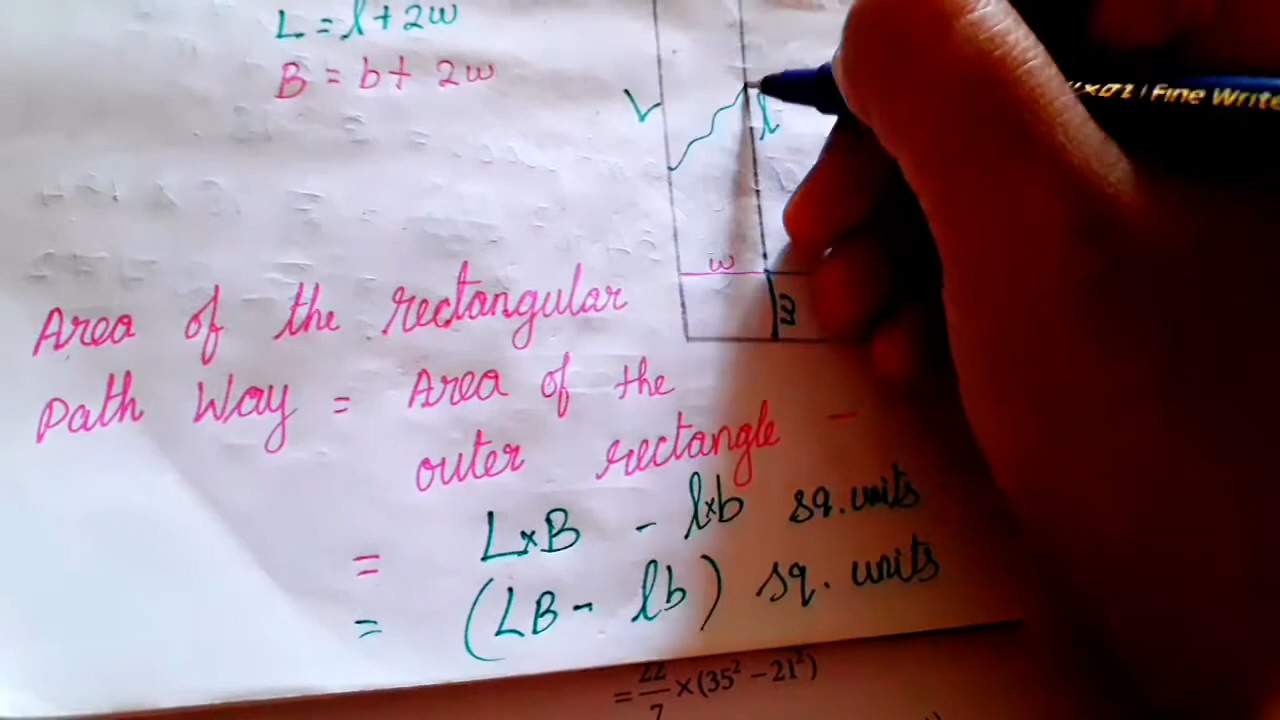 L = l + 2w
B = b + 2w
L
l
w
w
Fine Write
Area of the rectangular
Path Way = Area of the
outer rectangle -
= L×B - l×b sq. units
= (LB - lb) sq. units
= 22/7 × (35² − 21²)